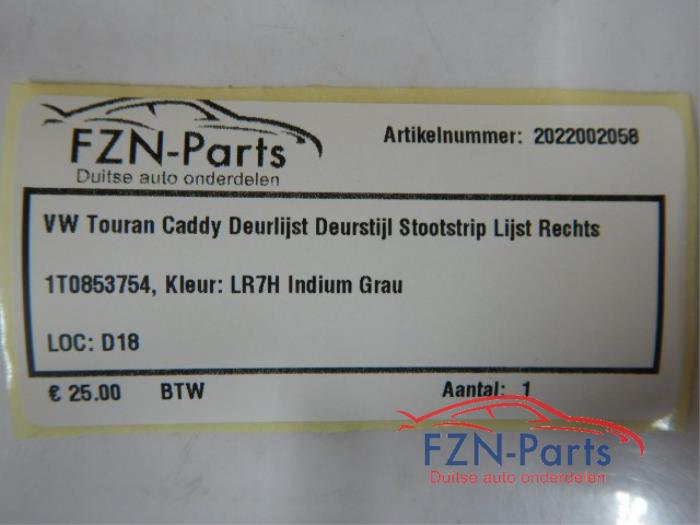 FZN-Parts
Duitse auto onderdelen
Artikelnummer: 2022002058
VW Touran Caddy Deurlijst Deurstijl Stootstrip Lijst Rechts
1T0853754, Kleur: LR7H Indium Grau
LOC: D18
€ 25.00 BTW Aantal: 1
FZN-Parts
Duitse auto onderdelen